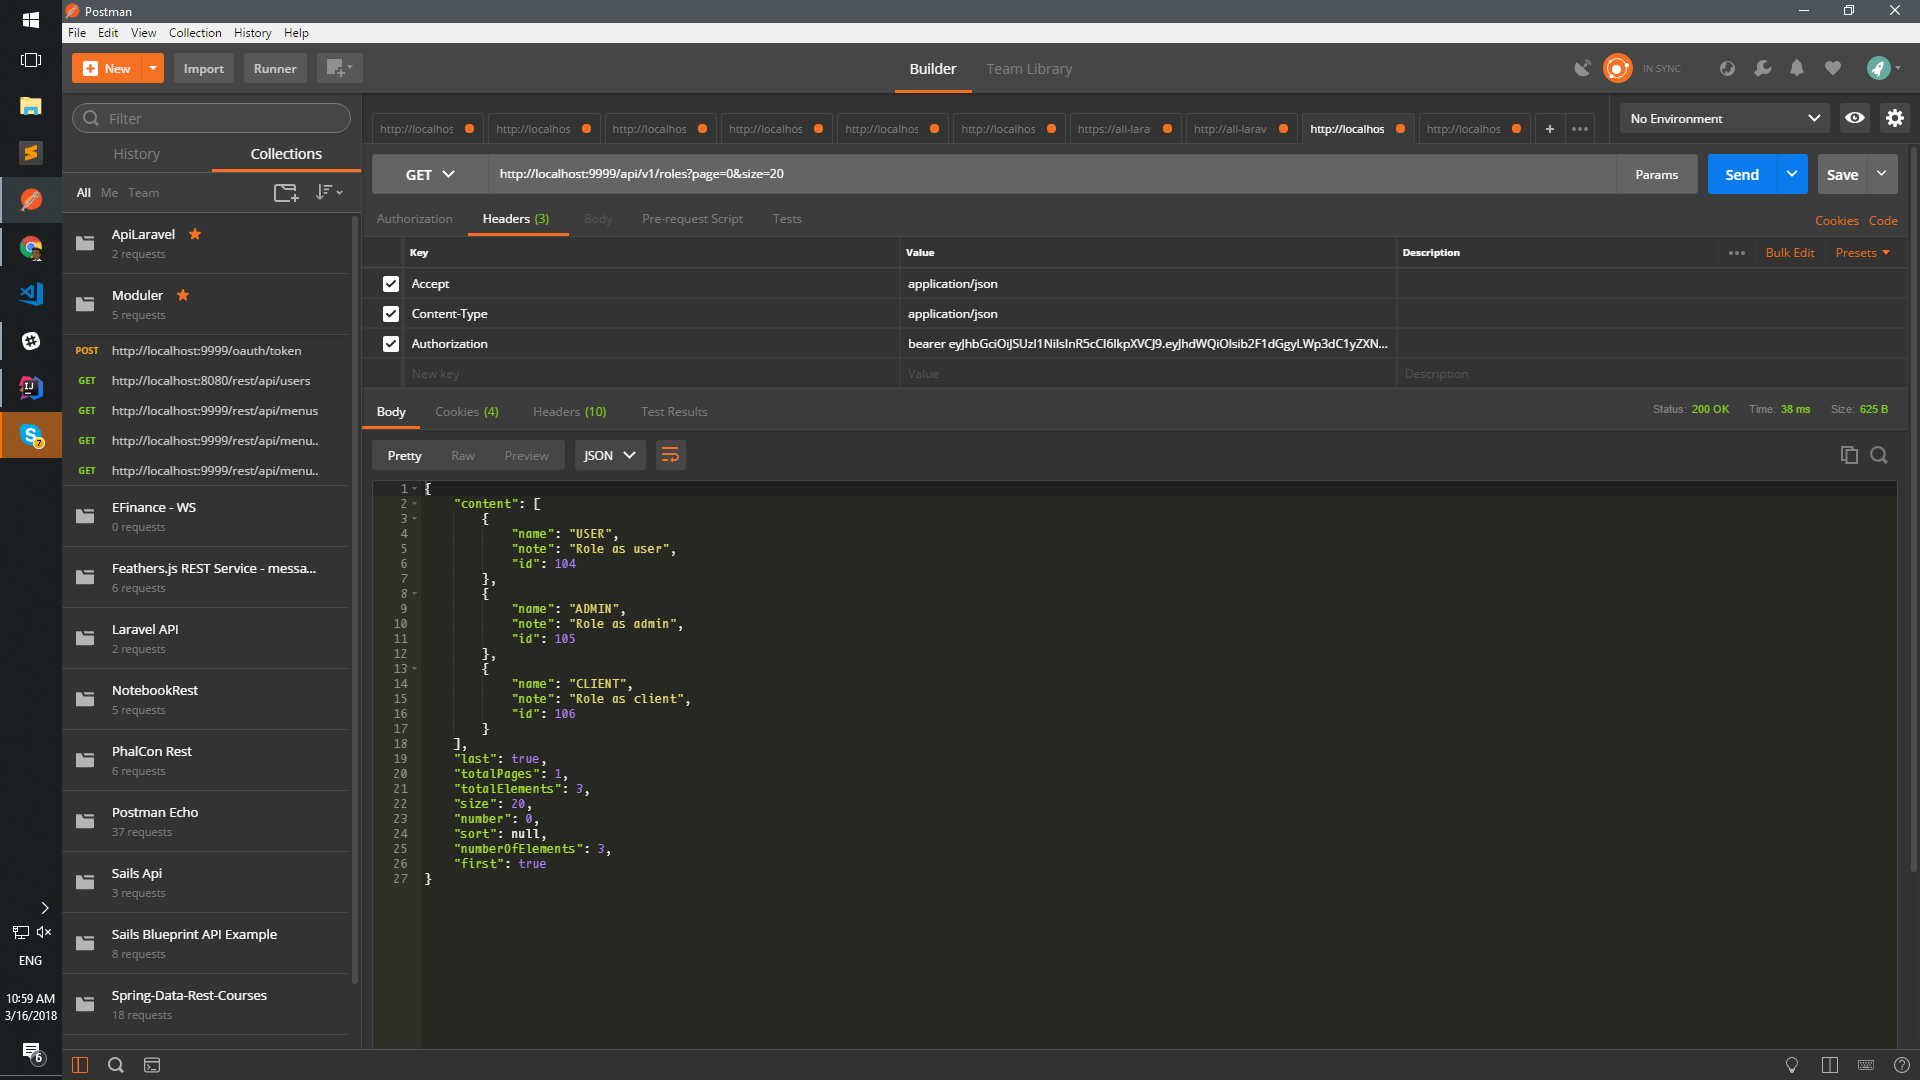 Postman
File Edit View Collection History Help
New Import Runner Builder Team Library IN SYNC
Filter
History Collections
All Me Team
ApiLaravel
2 requests
Moduler
5 requests
POST http://localhost:9999/oauth/token
GET http://localhost:8080/rest/api/users
GET http://localhost:9999/rest/api/menus
GET http://localhost:9999/rest/api/menu..
GET http://localhost:9999/rest/api/menu..
EFinance - WS
0 requests
Feathers.js REST Service - messa...
6 requests
Laravel API
2 requests
NotebookRest
5 requests
PhalCon Rest
6 requests
Postman Echo
37 requests
Sails Api
3 requests
Sails Blueprint API Example
8 requests
Spring-Data-Rest-Courses
18 requests
http://localhos http://localhos http://localhos http://localhos http://localhos http://localhos https://all-lara http://all-larav http://localhos http://localhos
No Environment
GET http://localhost:9999/api/v1/roles?page=0&size=20 Params Send Save
Authorization Headers (3) Body Pre-request Script Tests Cookies Code
Key Value Description Bulk Edit Presets
Accept application/json
Content-Type application/json
Authorization bearer eyJhbGciOiJSUzI1NiIsInR5cCI6IkpXVCJ9.eyJhdWQiOlsib2F1dGgyLWp3dC1yZXN...
New key Value Description
Body Cookies (4) Headers (10) Test Results Status: 200 OK Time: 38 ms Size: 625 B
Pretty Raw Preview JSON
1 {
2 "content": [
3 {
4 "name": "USER",
5 "note": "Role as user",
6 "id": 104
7 },
8 {
9 "name": "ADMIN",
10 "note": "Role as admin",
11 "id": 105
12 },
13 {
14 "name": "CLIENT",
15 "note": "Role as client",
16 "id": 106
17 }
18 ],
19 "last": true,
20 "totalPages": 1,
21 "totalElements": 3,
22 "size": 20,
23 "number": 0,
24 "sort": null,
25 "numberOfElements": 3,
26 "first": true
27 }
ENG
10:59 AM
3/16/2018
6
7